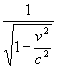 1
√1 − v²/c²